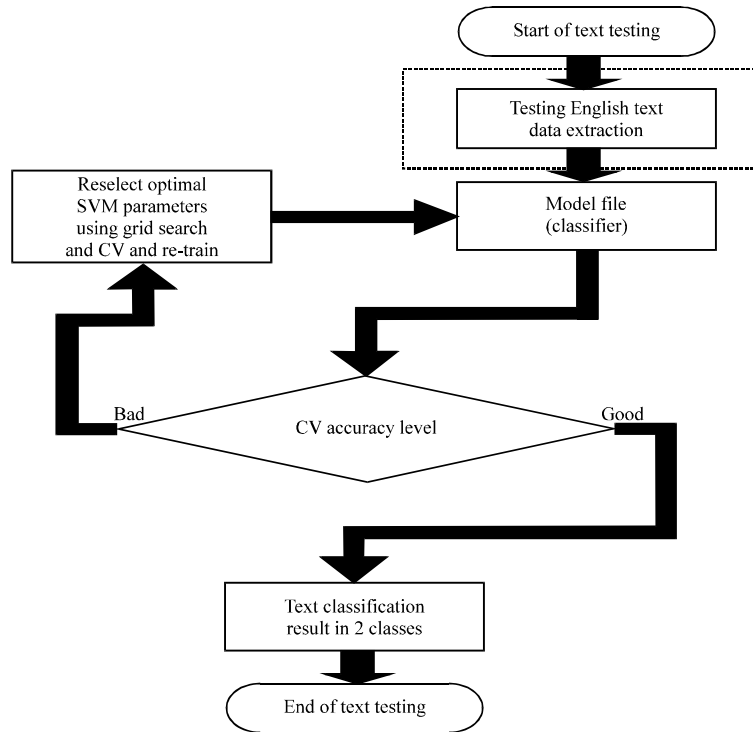 Start of text testing
Testing English text
data extraction
Reselect optimal
SVM parameters
using grid search
and CV and re-train
Model file
(classifier)
Bad
CV accuracy level
Good
Text classification
result in 2 classes
End of text testing